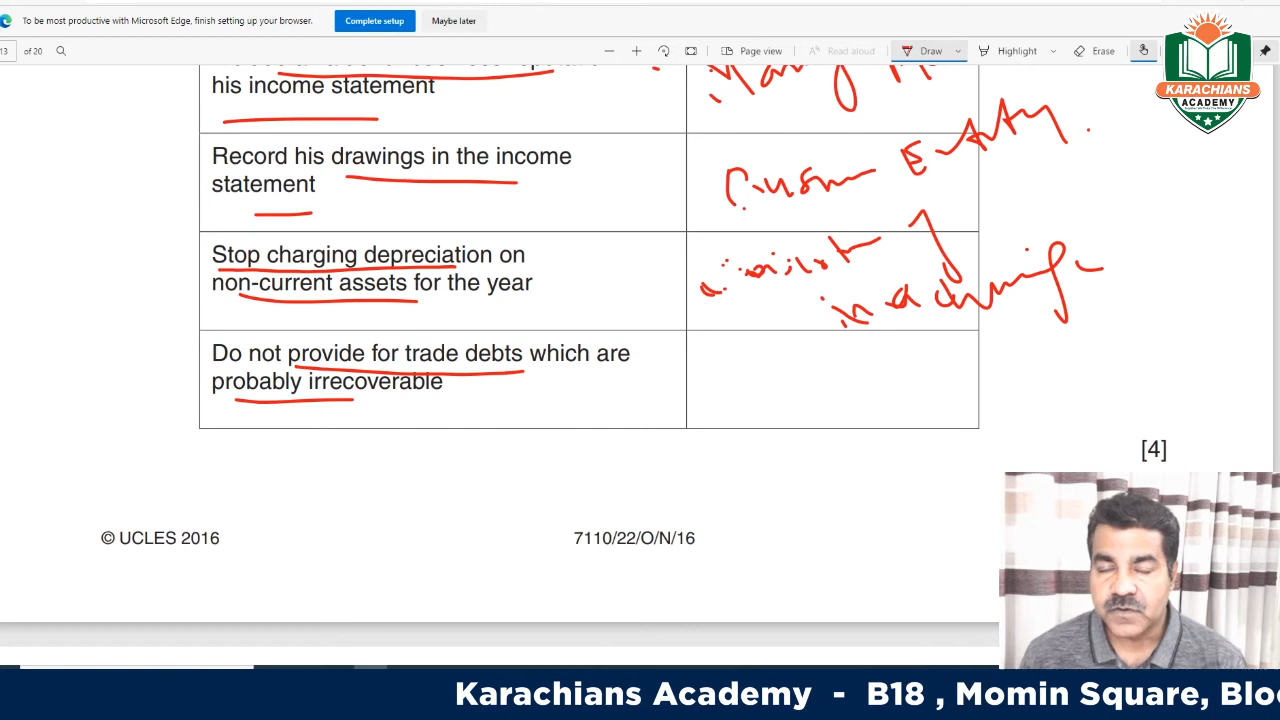 To be most productive with Microsoft Edge, finish setting up your browser.
Complete setup
Maybe later
13 of 20
Page view
Read aloud
Draw
Highlight
Erase
KARACHIANS
ACADEMY
his income statement
Record his drawings in the income
statement
Entity.
Stop charging depreciation on
non-current assets for the year
Do not provide for trade debts which are
probably irrecoverable
[4]
© UCLES 2016
7110/22/O/N/16
Karachians Academy - B18 , Momin Square, Bloc